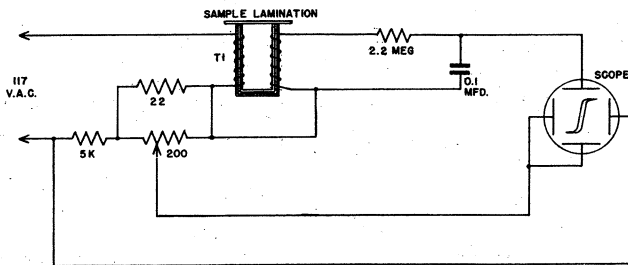 SAMPLE LAMINATION
T1
2.2 MEG
117
V.A.C.
22
0.1
MFD.
SCOPE
5K
200